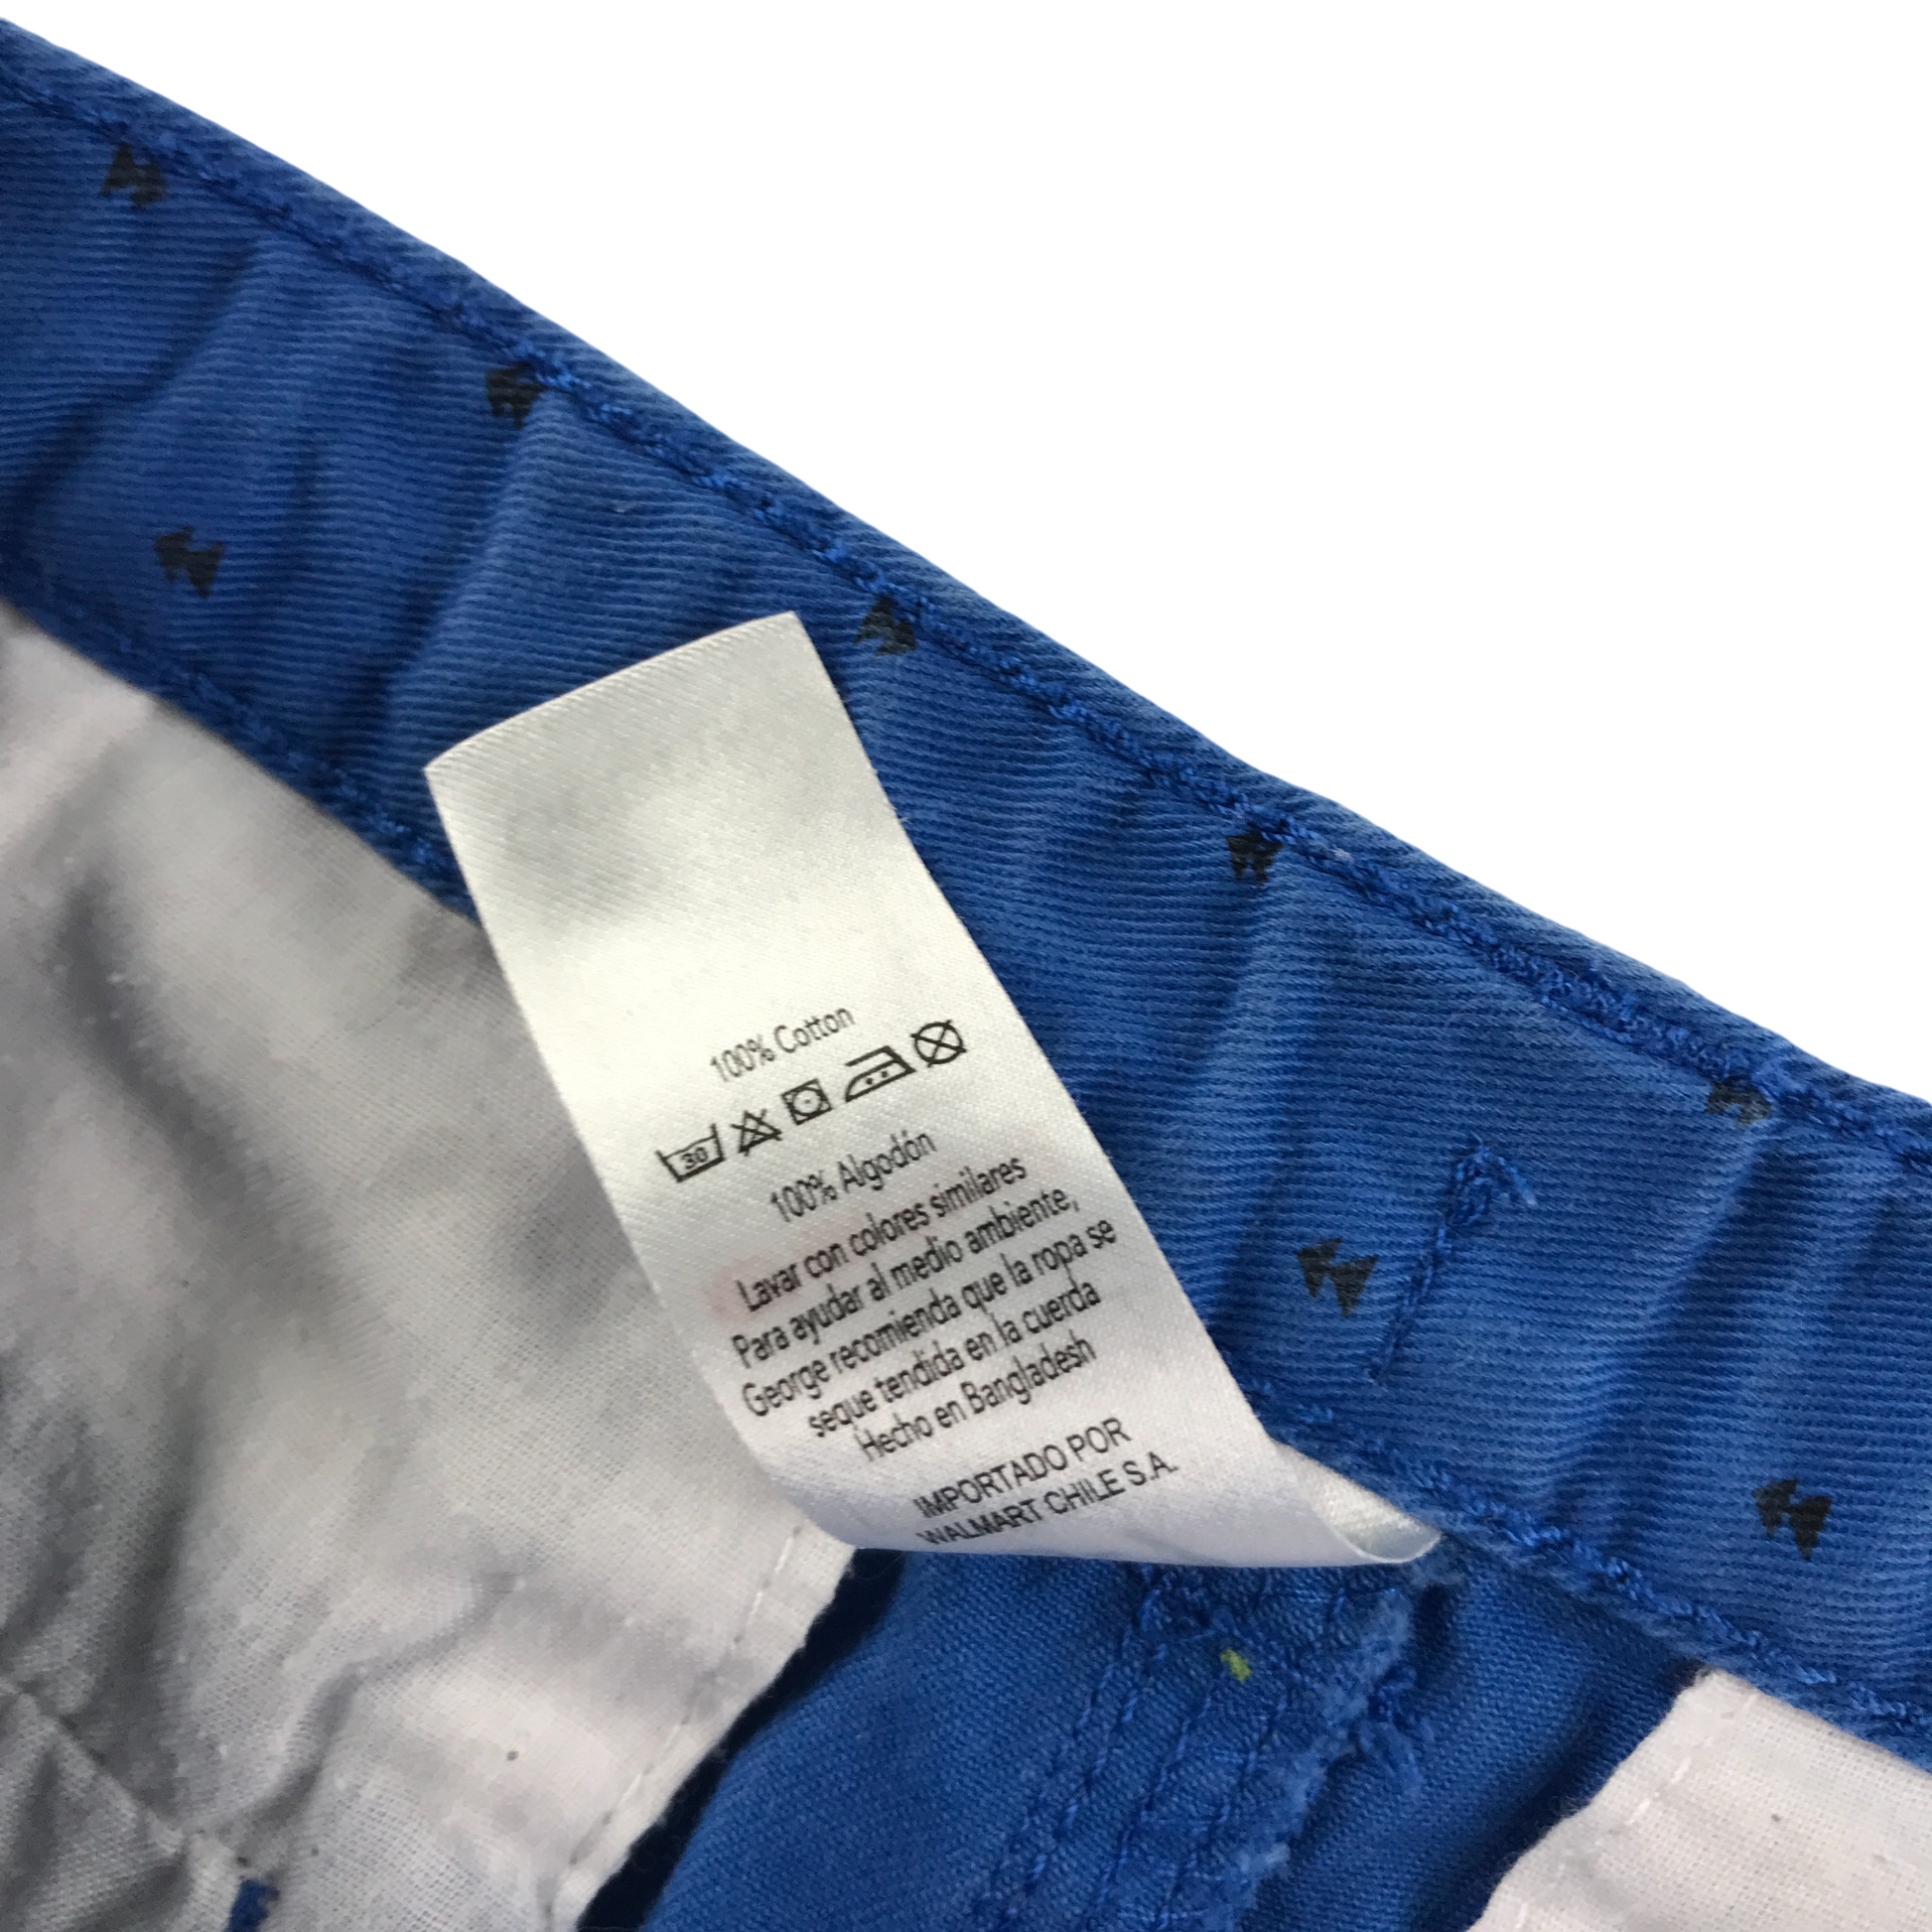 100% Cotton
30
100% Algodón
Lavar con colores similares
Para ayudar al medio ambiente,
George recomienda que la ropa se
seque tendida en la cuerda
Hecho en Bangladesh
IMPORTADO POR
WALMART CHILE S.A.